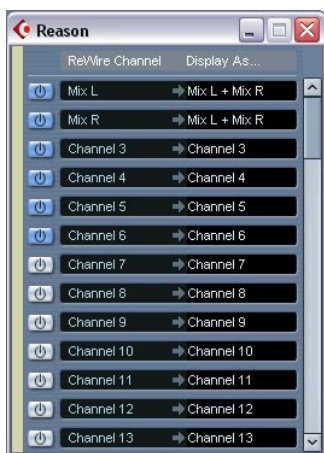 Reason
ReWire Channel Display As...
Mix L Mix L + Mix R
Mix R Mix L + Mix R
Channel 3 Channel 3
Channel 4 Channel 4
Channel 5 Channel 5
Channel 6 Channel 6
Channel 7 Channel 7
Channel 8 Channel 8
Channel 9 Channel 9
Channel 10 Channel 10
Channel 11 Channel 11
Channel 12 Channel 12
Channel 13 Channel 13